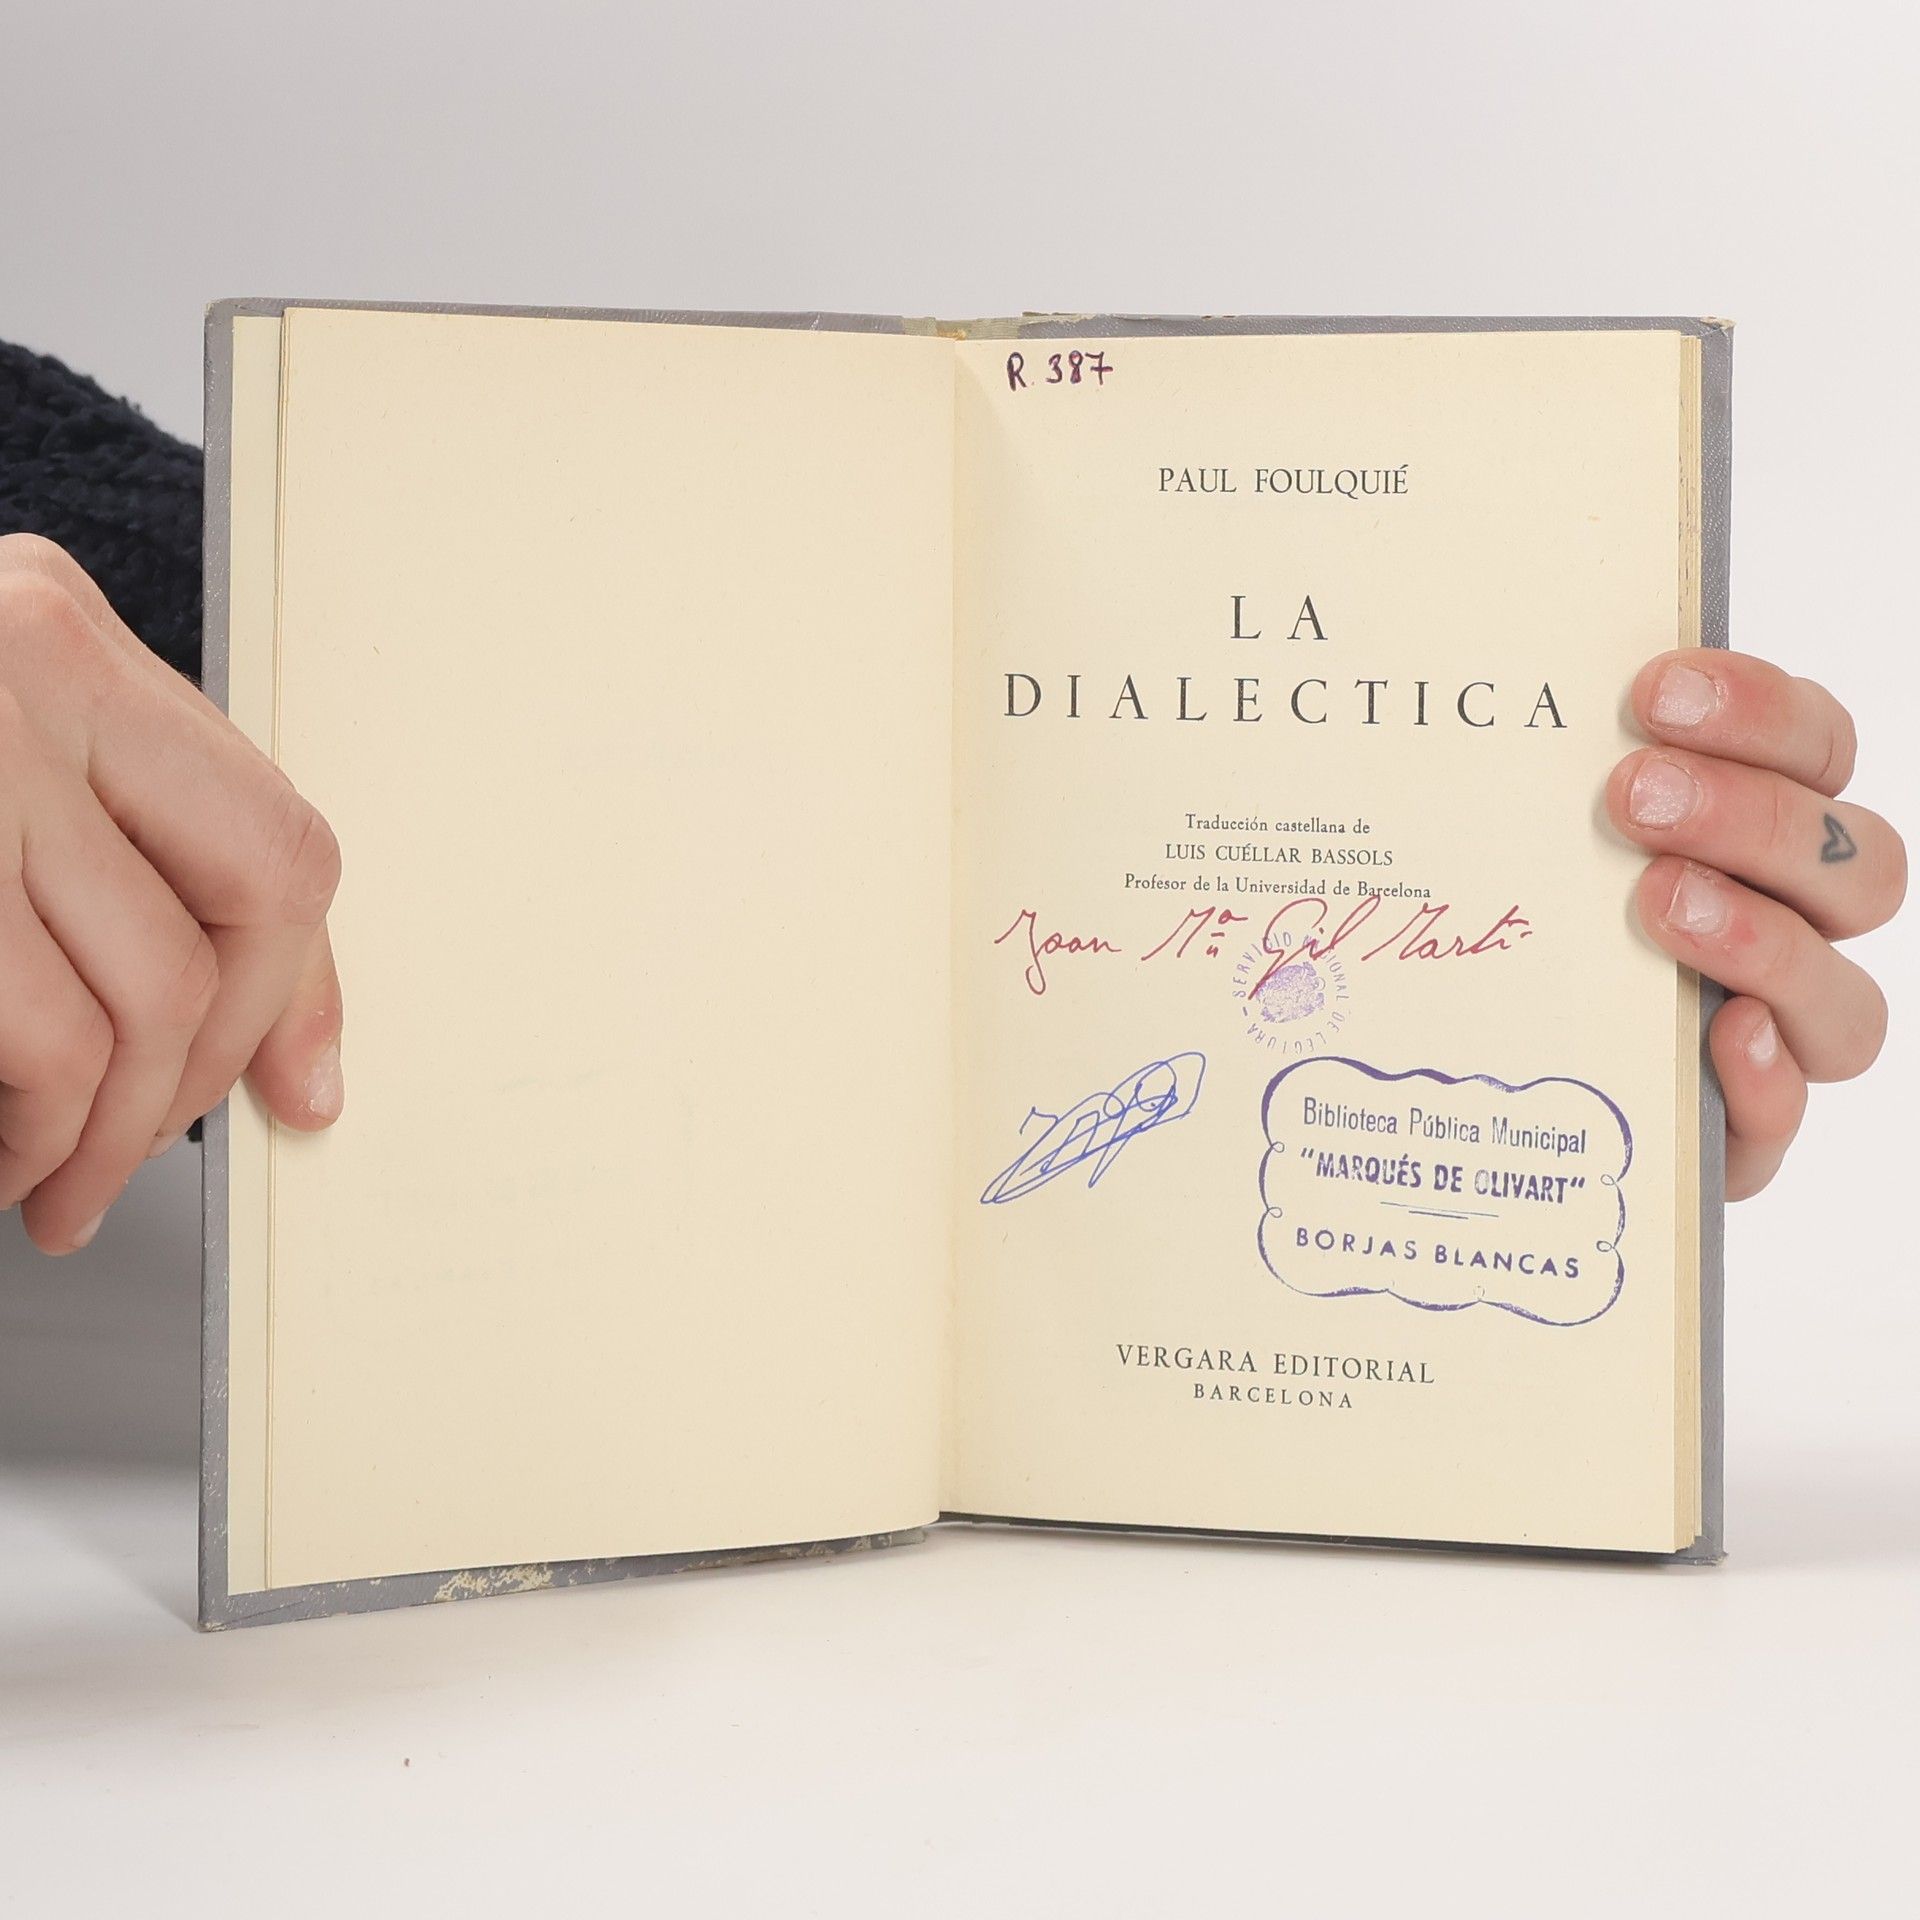 R. 387
PAUL FOULQUIÉ
LA
DIALECTICA
Traducción castellana de
LUIS CUÉLLAR BASSOLS
Profesor de la Universidad de Barcelona
Joan Mª Gil Martí
SERVICIO NACIONAL DE LECTURA -
Biblioteca Pública Municipal
"MARQUÉS DE OLIVART"
BORJAS BLANCAS
VERGARA EDITORIAL
BARCELONA